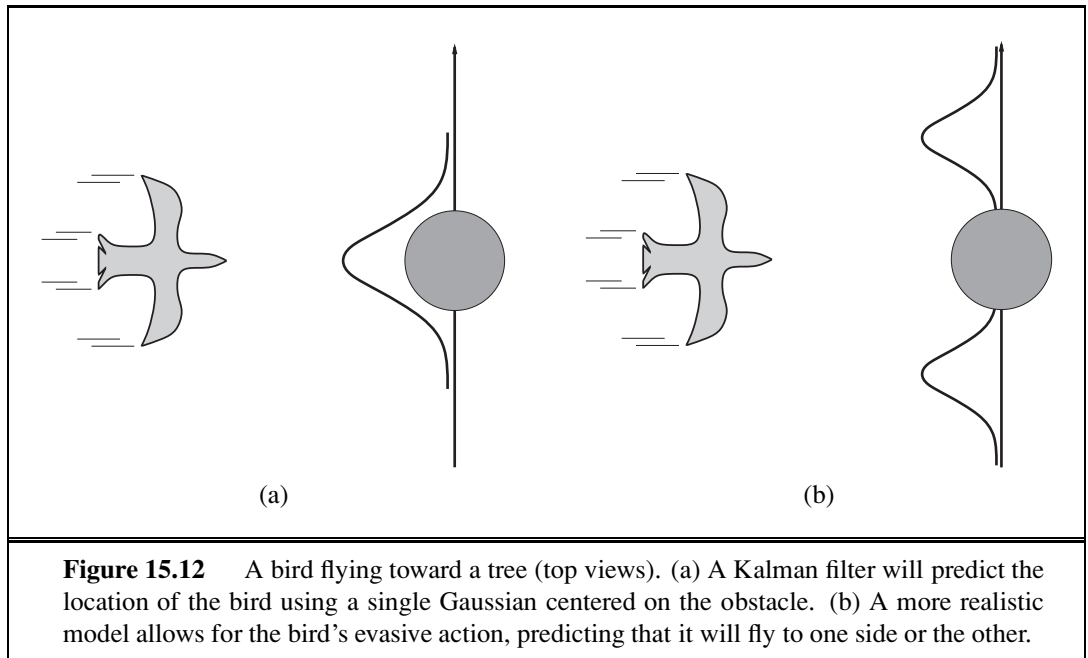 (a)
(b)
Figure 15.12 A bird flying toward a tree (top views). (a) A Kalman filter will predict the
location of the bird using a single Gaussian centered on the obstacle. (b) A more realistic
model allows for the bird's evasive action, predicting that it will fly to one side or the other.